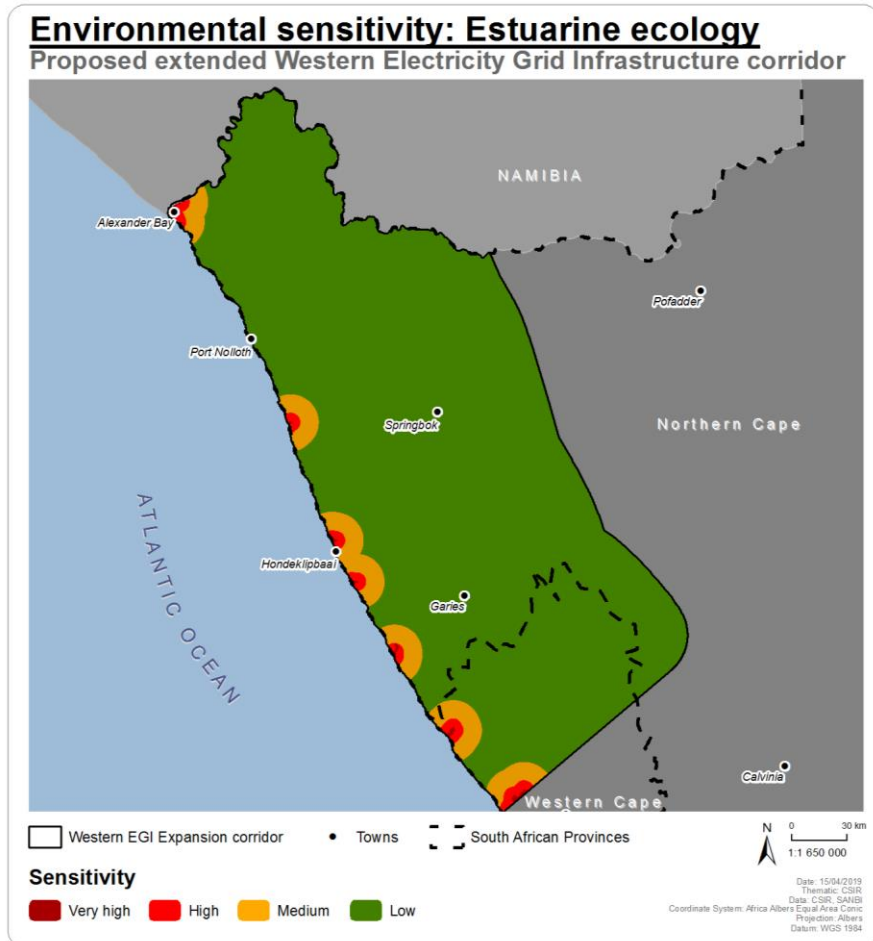 Environmental sensitivity: Estuarine ecology
Proposed extended Western Electricity Grid Infrastructure corridor
NAMIBIA
Alexander Bay
Pofadder
Port Nolloth
Springbok
Northern Cape
ATLANTIC OCEAN
Hondeklipbaai
Garies
Calvinia
Western Cape
Western EGI Expansion corridor
Towns
South African Provinces
N
0 30 km
1:1 650 000
Sensitivity
Very high
High
Medium
Low
Date: 15/04/2019
Thematic: CSIR
Data: CSIR, SANBI
Coordinate System: Africa Albers Equal Area Conic
Projection: Albers
Datum: WGS 1984